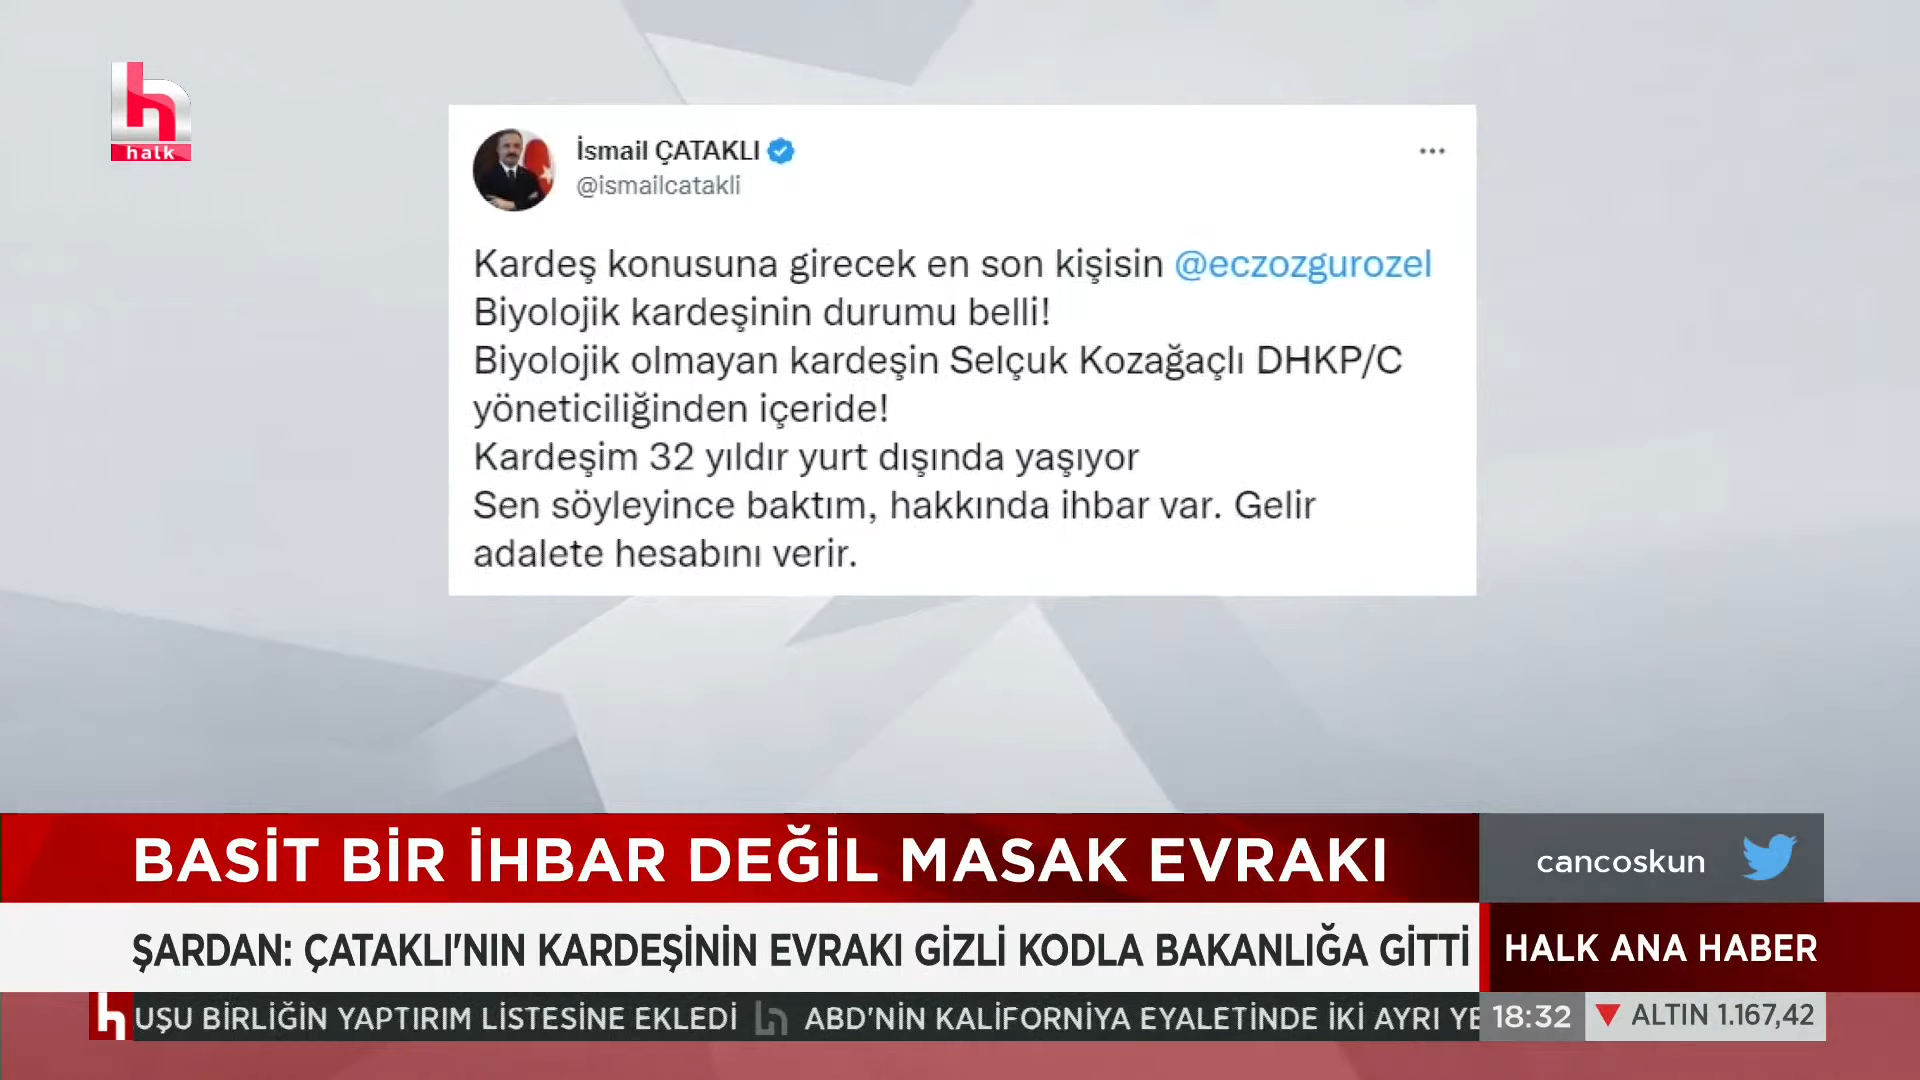 halk
İsmail ÇATAKLI
@ismailcatakli
Kardeş konusuna girecek en son kişisin @eczozgurozel
Biyolojik kardeşinin durumu belli!
Biyolojik olmayan kardeşin Selçuk Kozağaçlı DHKP/C
yöneticiliğinden içeride!
Kardeşim 32 yıldır yurt dışında yaşıyor
Sen söyleyince baktım, hakkında ihbar var. Gelir
adalete hesabını verir.
BASİT BİR İHBAR DEĞİL MASAK EVRAKI
cancoskun
ŞARDAN: ÇATAKLI'NIN KARDEŞİNİN EVRAKI GİZLİ KODLA BAKANLIĞA GİTTİ
HALK ANA HABER
UŞU BİRLİĞİN YAPTIRIM LİSTESİNE EKLEDİ ABD'NİN KALİFORNİYA EYALETİNDE İKİ AYRI YE
18:32
ALTIN 1.167,42